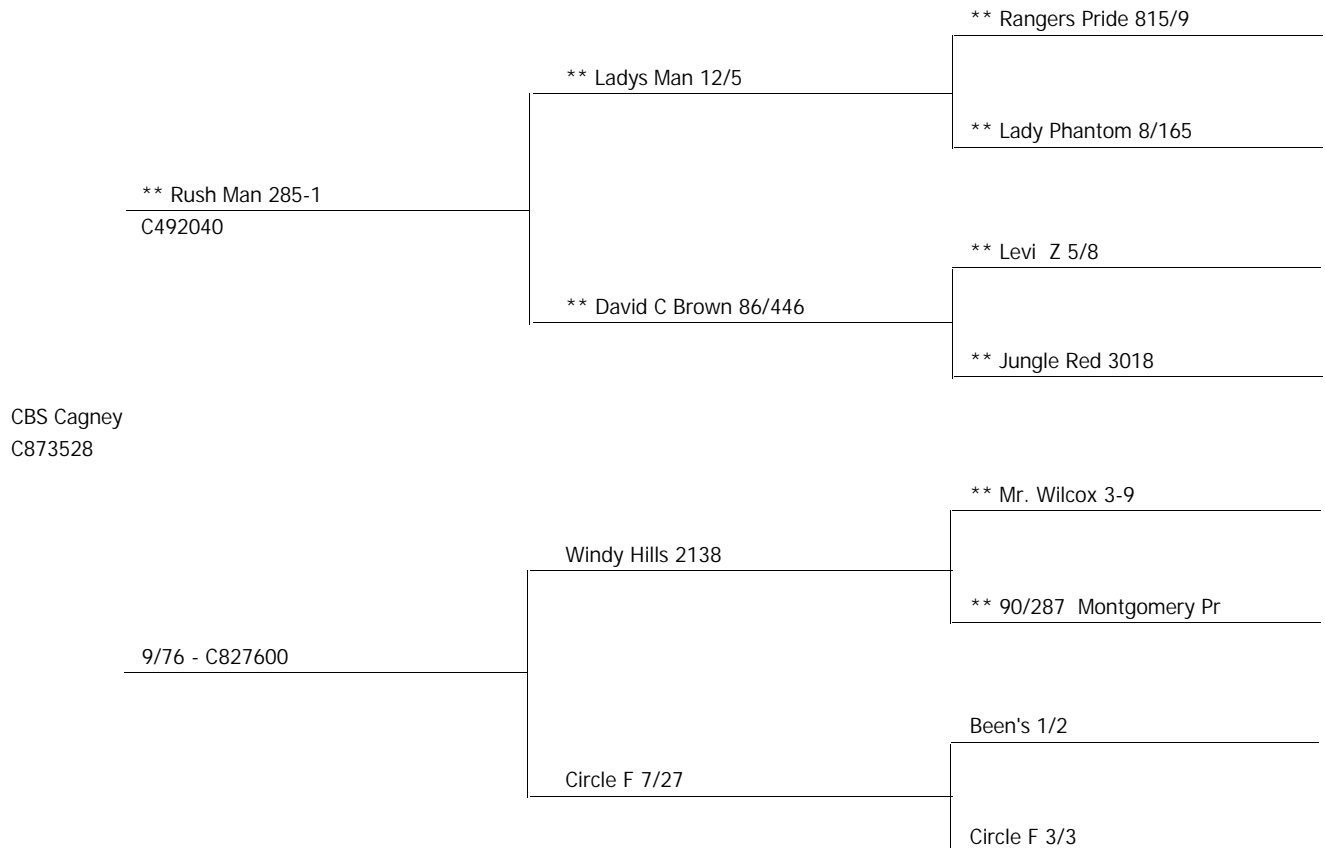 ** Rangers Pride 815/9
** Ladys Man 12/5
** Lady Phantom 8/165
** Rush Man 285-1
C492040
** Levi  Z 5/8
** David C Brown 86/446
** Jungle Red 3018
CBS Cagney
C873528
** Mr. Wilcox 3-9
Windy Hills 2138
** 90/287  Montgomery Pr
9/76 - C827600
Been's 1/2
Circle F 7/27
Circle F 3/3